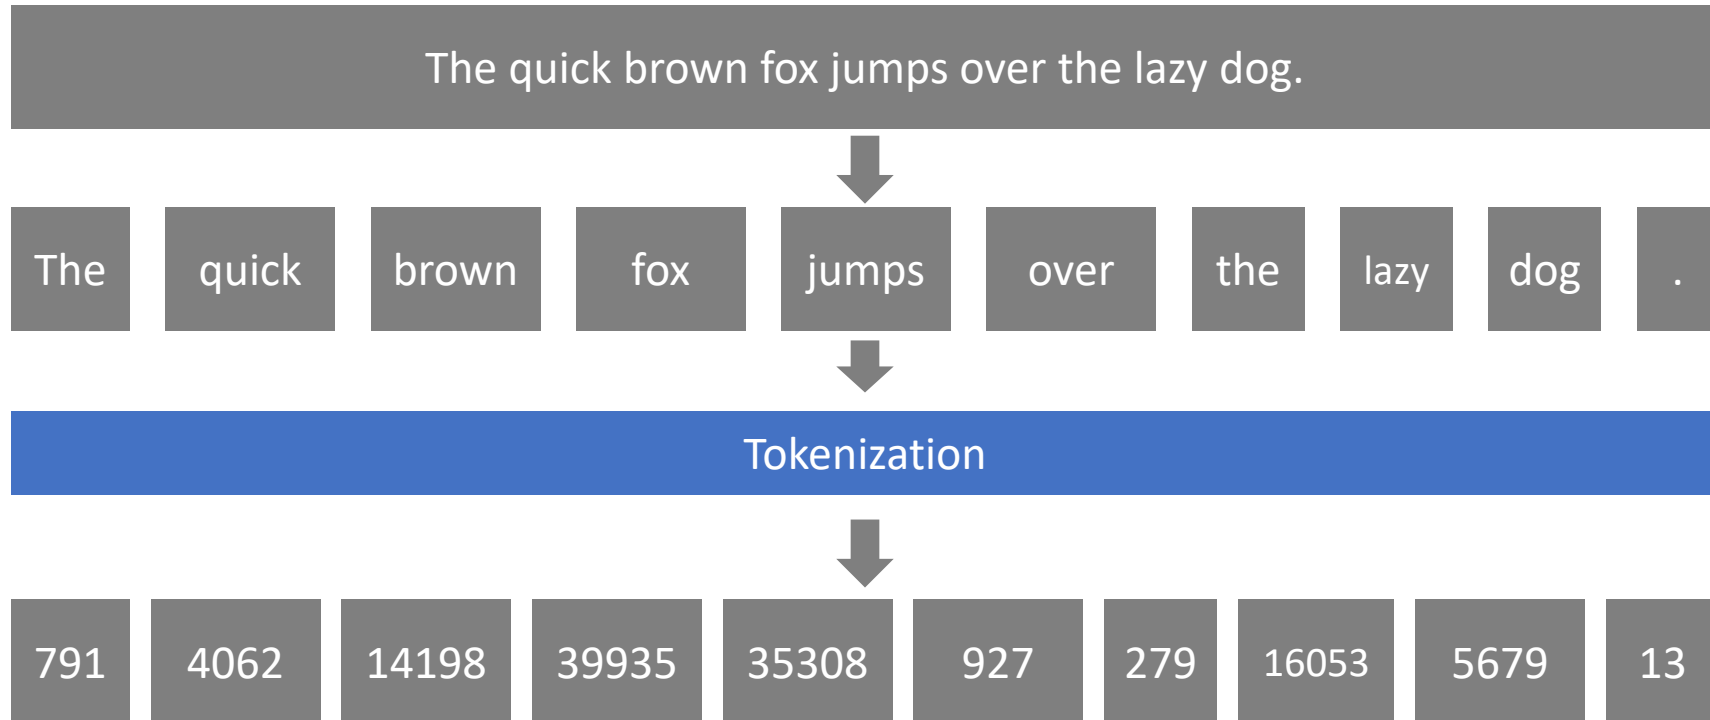 The quick brown fox jumps over the lazy dog.
The quick brown fox jumps over the lazy dog .
Tokenization
791 4062 14198 39935 35308 927 279 16053 5679 13